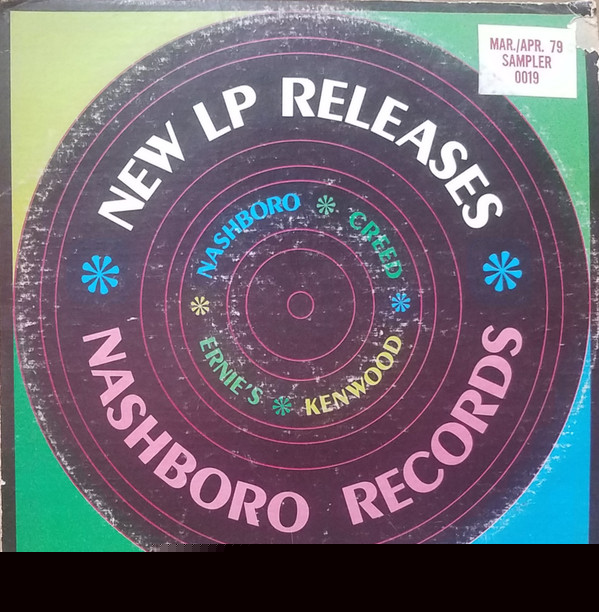 MAR./APR. 79
SAMPLER
0019
NEW LP RELEASES
NASHBORO
CREED
ERNIE'S
KENWOOD
NASHBORO RECORDS